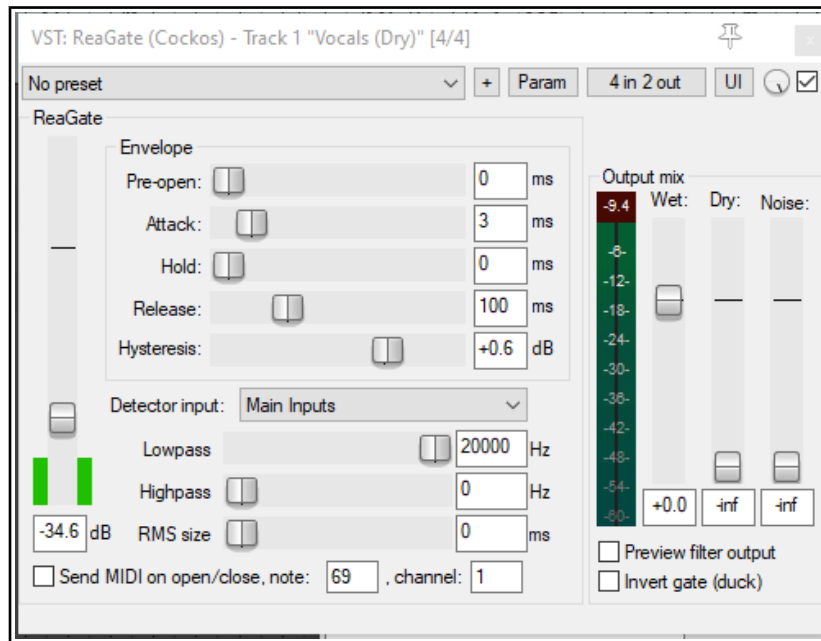 VST: ReaGate (Cockos) - Track 1 "Vocals (Dry)" [4/4]
No preset + Param 4 in 2 out UI
ReaGate
Envelope
Pre-open: 0 ms
Attack: 3 ms
Hold: 0 ms
Release: 100 ms
Hysteresis: +0.6 dB
Detector input: Main Inputs
Lowpass 20000 Hz
Highpass 0 Hz
RMS size 0 ms
-34.6 dB
Send MIDI on open/close, note: 69 , channel: 1
Output mix
Wet: Dry: Noise:
-9.4
-6-
-12-
-18-
-24-
-30-
-36-
-42-
-48-
-54-
-60-
+0.0 -inf -inf
Preview filter output
Invert gate (duck)